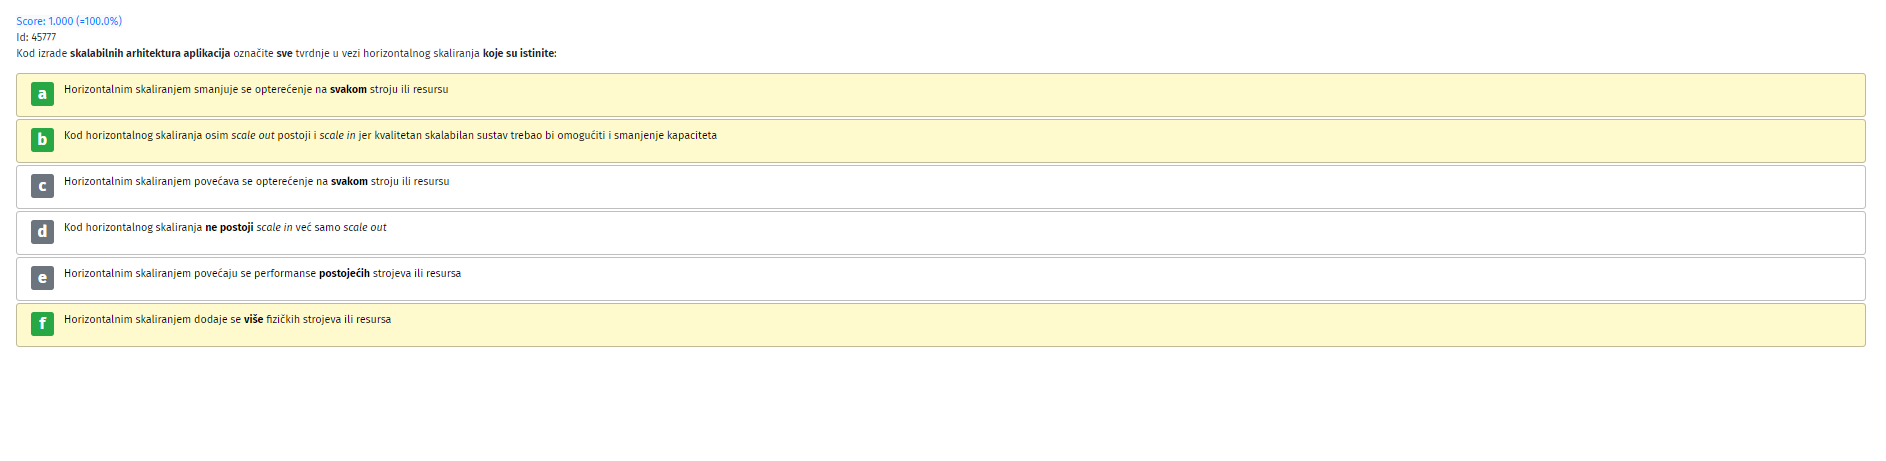 Score: 1.000 (=100.0%)
Id: 45777
Kod izrade skalabilnih arhitektura aplikacija označite sve tvrdnje u vezi horizontalnog skaliranja koje su istinite:
a Horizontalnim skaliranjem smanjuje se opterećenje na svakom stroju ili resursu
b Kod horizontalnog skaliranja osim scale out postoji i scale in jer kvalitetan skalabilan sustav trebao bi omogućiti i smanjenje kapaciteta
c Horizontalnim skaliranjem povećava se opterećenje na svakom stroju ili resursu
d Kod horizontalnog skaliranja ne postoji scale in već samo scale out
e Horizontalnim skaliranjem povećaju se performanse postojećih strojeva ili resursa
f Horizontalnim skaliranjem dodaje se više fizičkih strojeva ili resursa